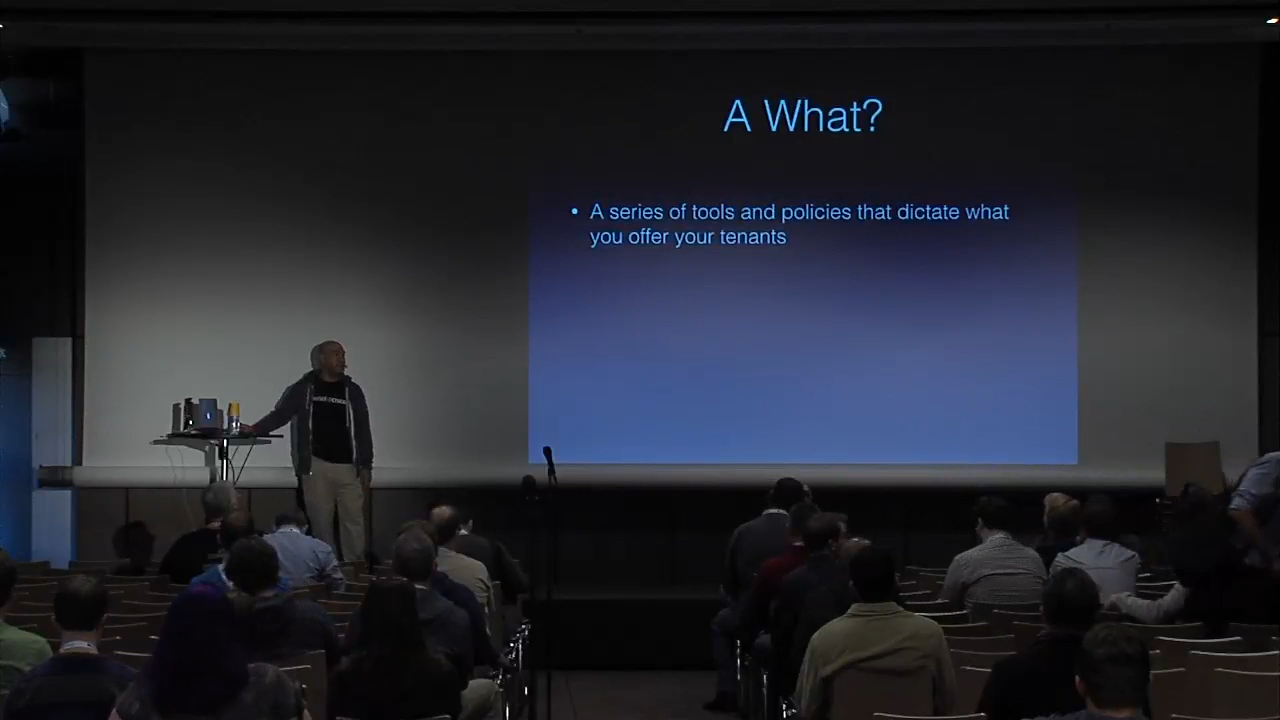 A What?
• A series of tools and policies that dictate what
you offer your tenants